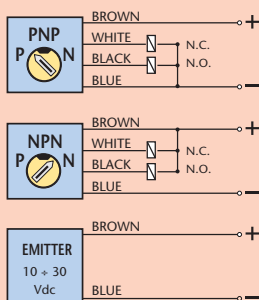 BROWN +
PNP
WHITE
N.C.
P N
BLACK
N.O.
BLUE −
BROWN +
NPN
WHITE
N.C.
P N
BLACK
N.O.
BLUE −
BROWN +
EMITTER
10 ÷ 30
Vdc
BLUE −